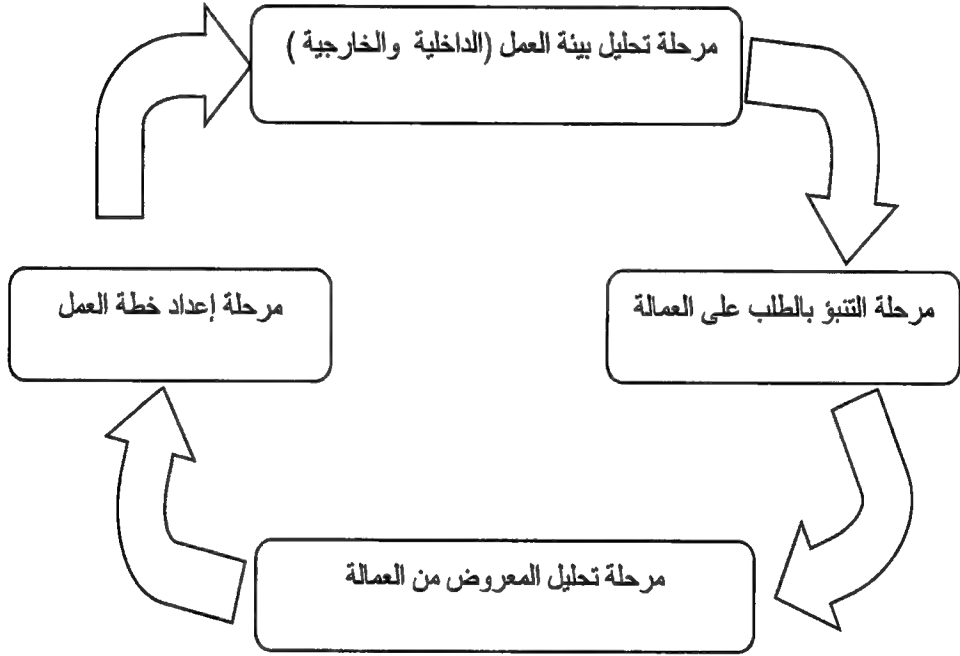 مرحلة تحليل بيئة العمل (الداخلية والخارجية )
مرحلة التنبؤ بالطلب على العمالة
مرحلة تحليل المعروض من العمالة
مرحلة إعداد خطة العمل